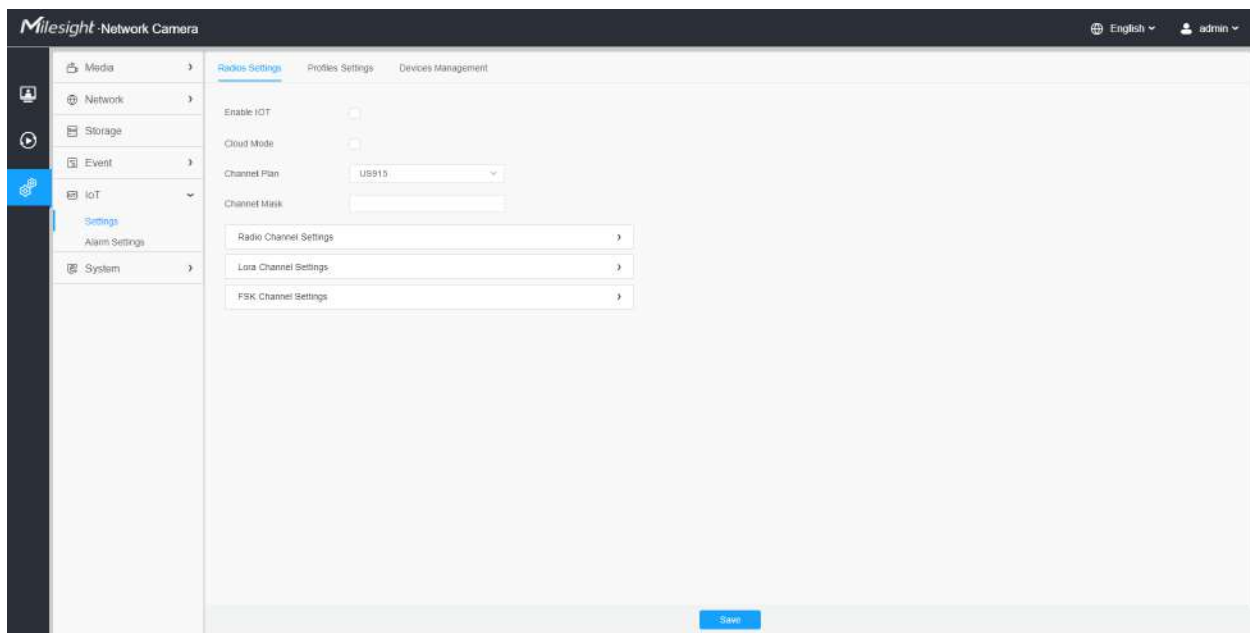 Milesight · Network Camera
English
admin
Media
Network
Storage
Event
IoT
Settings
Alarm Settings
System
Radios Settings
Profiles Settings
Devices Management
Enable IOT
Cloud Mode
Channel Plan
US915
Channel Mask
Radio Channel Settings
Lora Channel Settings
FSK Channel Settings
Save